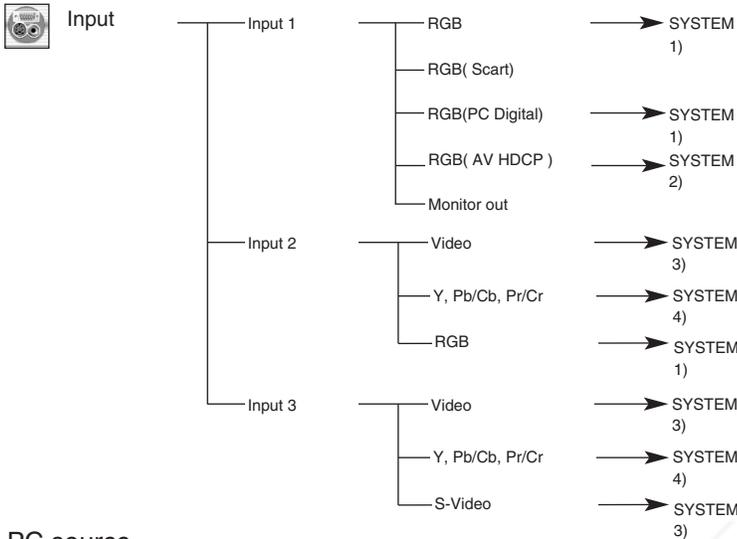 Input
Input 1
RGB
SYSTEM
1)
RGB( Scart)
RGB(PC Digital)
SYSTEM
1)
RGB( AV HDCP )
SYSTEM
2)
Monitor out
Input 2
Video
SYSTEM
3)
Y, Pb/Cb, Pr/Cr
SYSTEM
4)
RGB
SYSTEM
1)
Input 3
Video
SYSTEM
3)
Y, Pb/Cb, Pr/Cr
SYSTEM
4)
S-Video
SYSTEM
3)
PC source